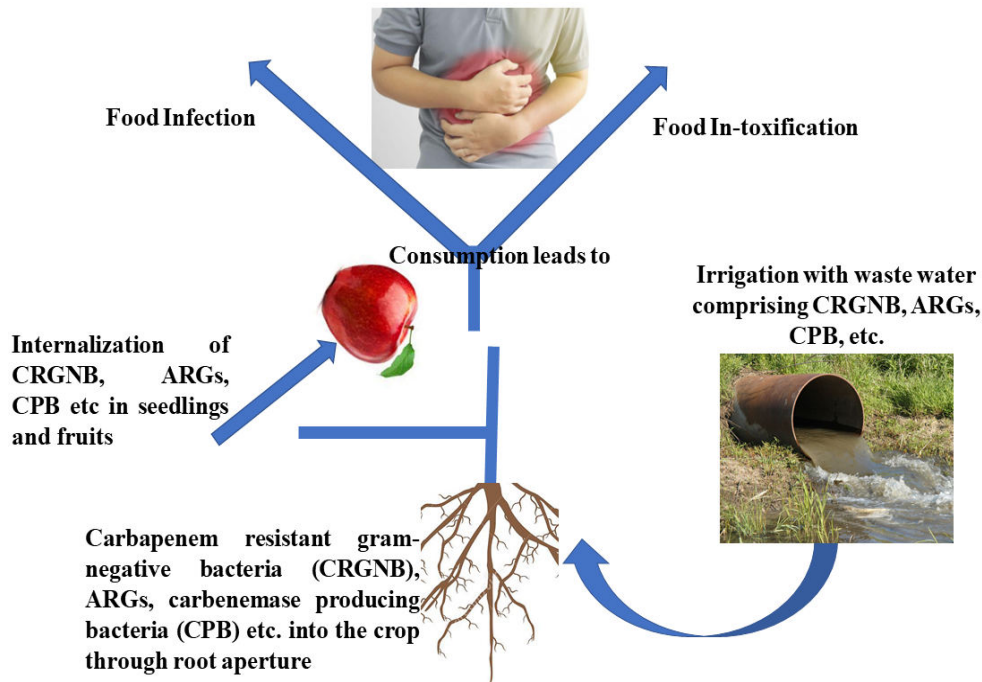 Food Infection
Food In-toxification
Consumption leads to
Irrigation with waste water
comprising CRGNB, ARGs,
CPB, etc.
Internalization of
CRGNB, ARGs,
CPB etc in seedlings
and fruits
Carbapenem resistant gram-
negative bacteria (CRGNB),
ARGs, carbenemase producing
bacteria (CPB) etc. into the crop
through root aperture